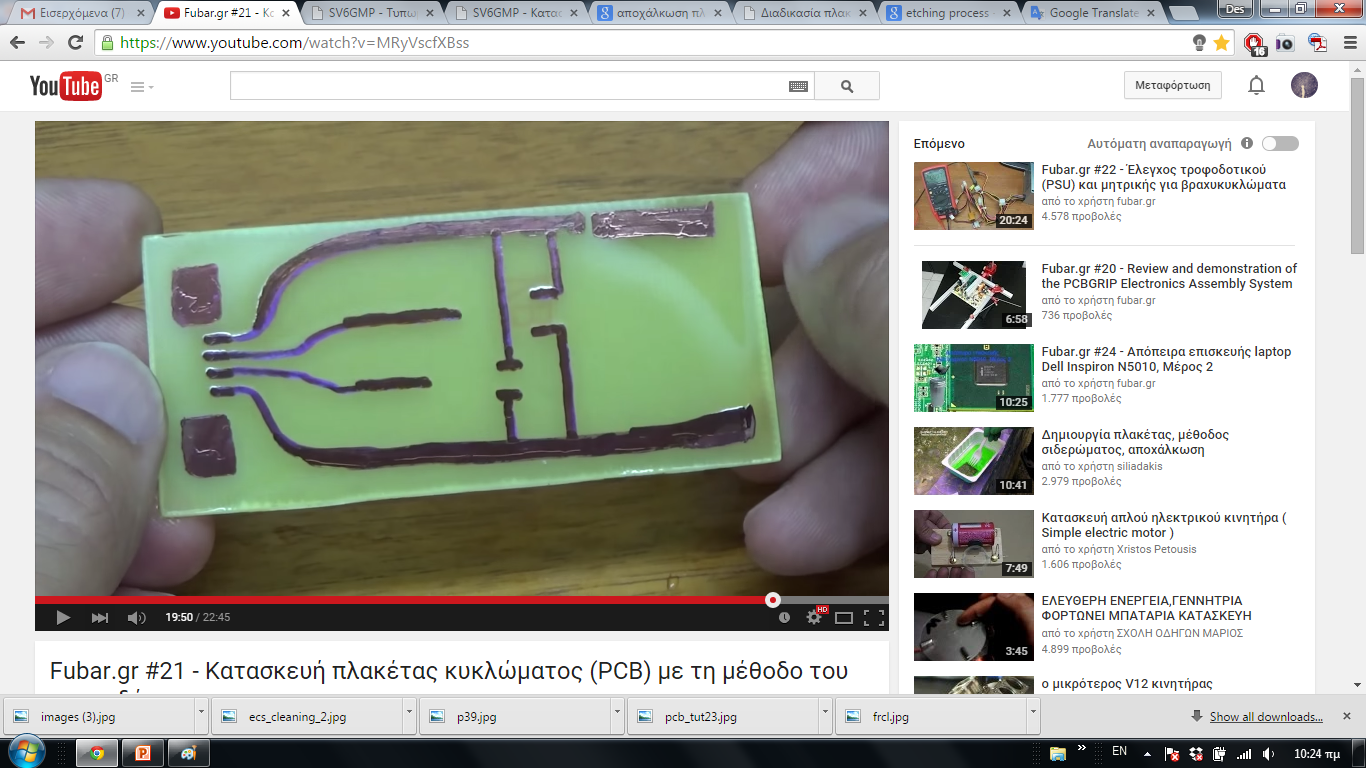 Εισερχόμενα (7)
Fubar.gr #21 - Κα
SV6GMP - Τυπω
SV6GMP - Κατασ
αποχάλκωση πλ
Διαδικασία πλακ
etching process -
Google Translate
Des
https://www.youtube.com/watch?v=MRyVscfXBss
16
YouTube GR
Μεταφόρτωση
Επόμενο
Αυτόματη αναπαραγωγή
Fubar.gr #22 - Έλεγχος τροφοδοτικού
(PSU) και μητρικής για βραχυκυκλώματα
από το χρήστη fubar.gr
4.578 προβολές
20:24
Fubar.gr #20 - Review and demonstration of
the PCBGRIP Electronics Assembly System
από το χρήστη fubar.gr
736 προβολές
6:58
Fubar.gr #24 - Απόπειρα επισκευής laptop
Dell Inspiron N5010, Μέρος 2
από το χρήστη fubar.gr
1.777 προβολές
10:25
Δημιουργία πλακέτας, μέθοδος
σιδερώματος, αποχάλκωση
από το χρήστη siliadakis
2.979 προβολές
10:41
Κατασκευή απλού ηλεκτρικού κινητήρα (
Simple electric motor )
από το χρήστη Xristos Petousis
1.606 προβολές
7:49
ΕΛΕΥΘΕΡΗ ΕΝΕΡΓΕΙΑ,ΓΕΝΝΗΤΡΙΑ
ΦΟΡΤΩΝΕΙ ΜΠΑΤΑΡΙΑ ΚΑΤΑΣΚΕΥΗ
από το χρήστη ΣΧΟΛΗ ΟΔΗΓΩΝ ΜΑΡΙΟΣ
4.899 προβολές
3:45
ο μικρότερος V12 κινητήρας
19:50 / 22:45
HD
Fubar.gr #21 - Κατασκευή πλακέτας κυκλώματος (PCB) με τη μέθοδο του
images (3).jpg
ecs_cleaning_2.jpg
p39.jpg
pcb_tut23.jpg
frcl.jpg
Show all downloads...
EN
10:24 πμ